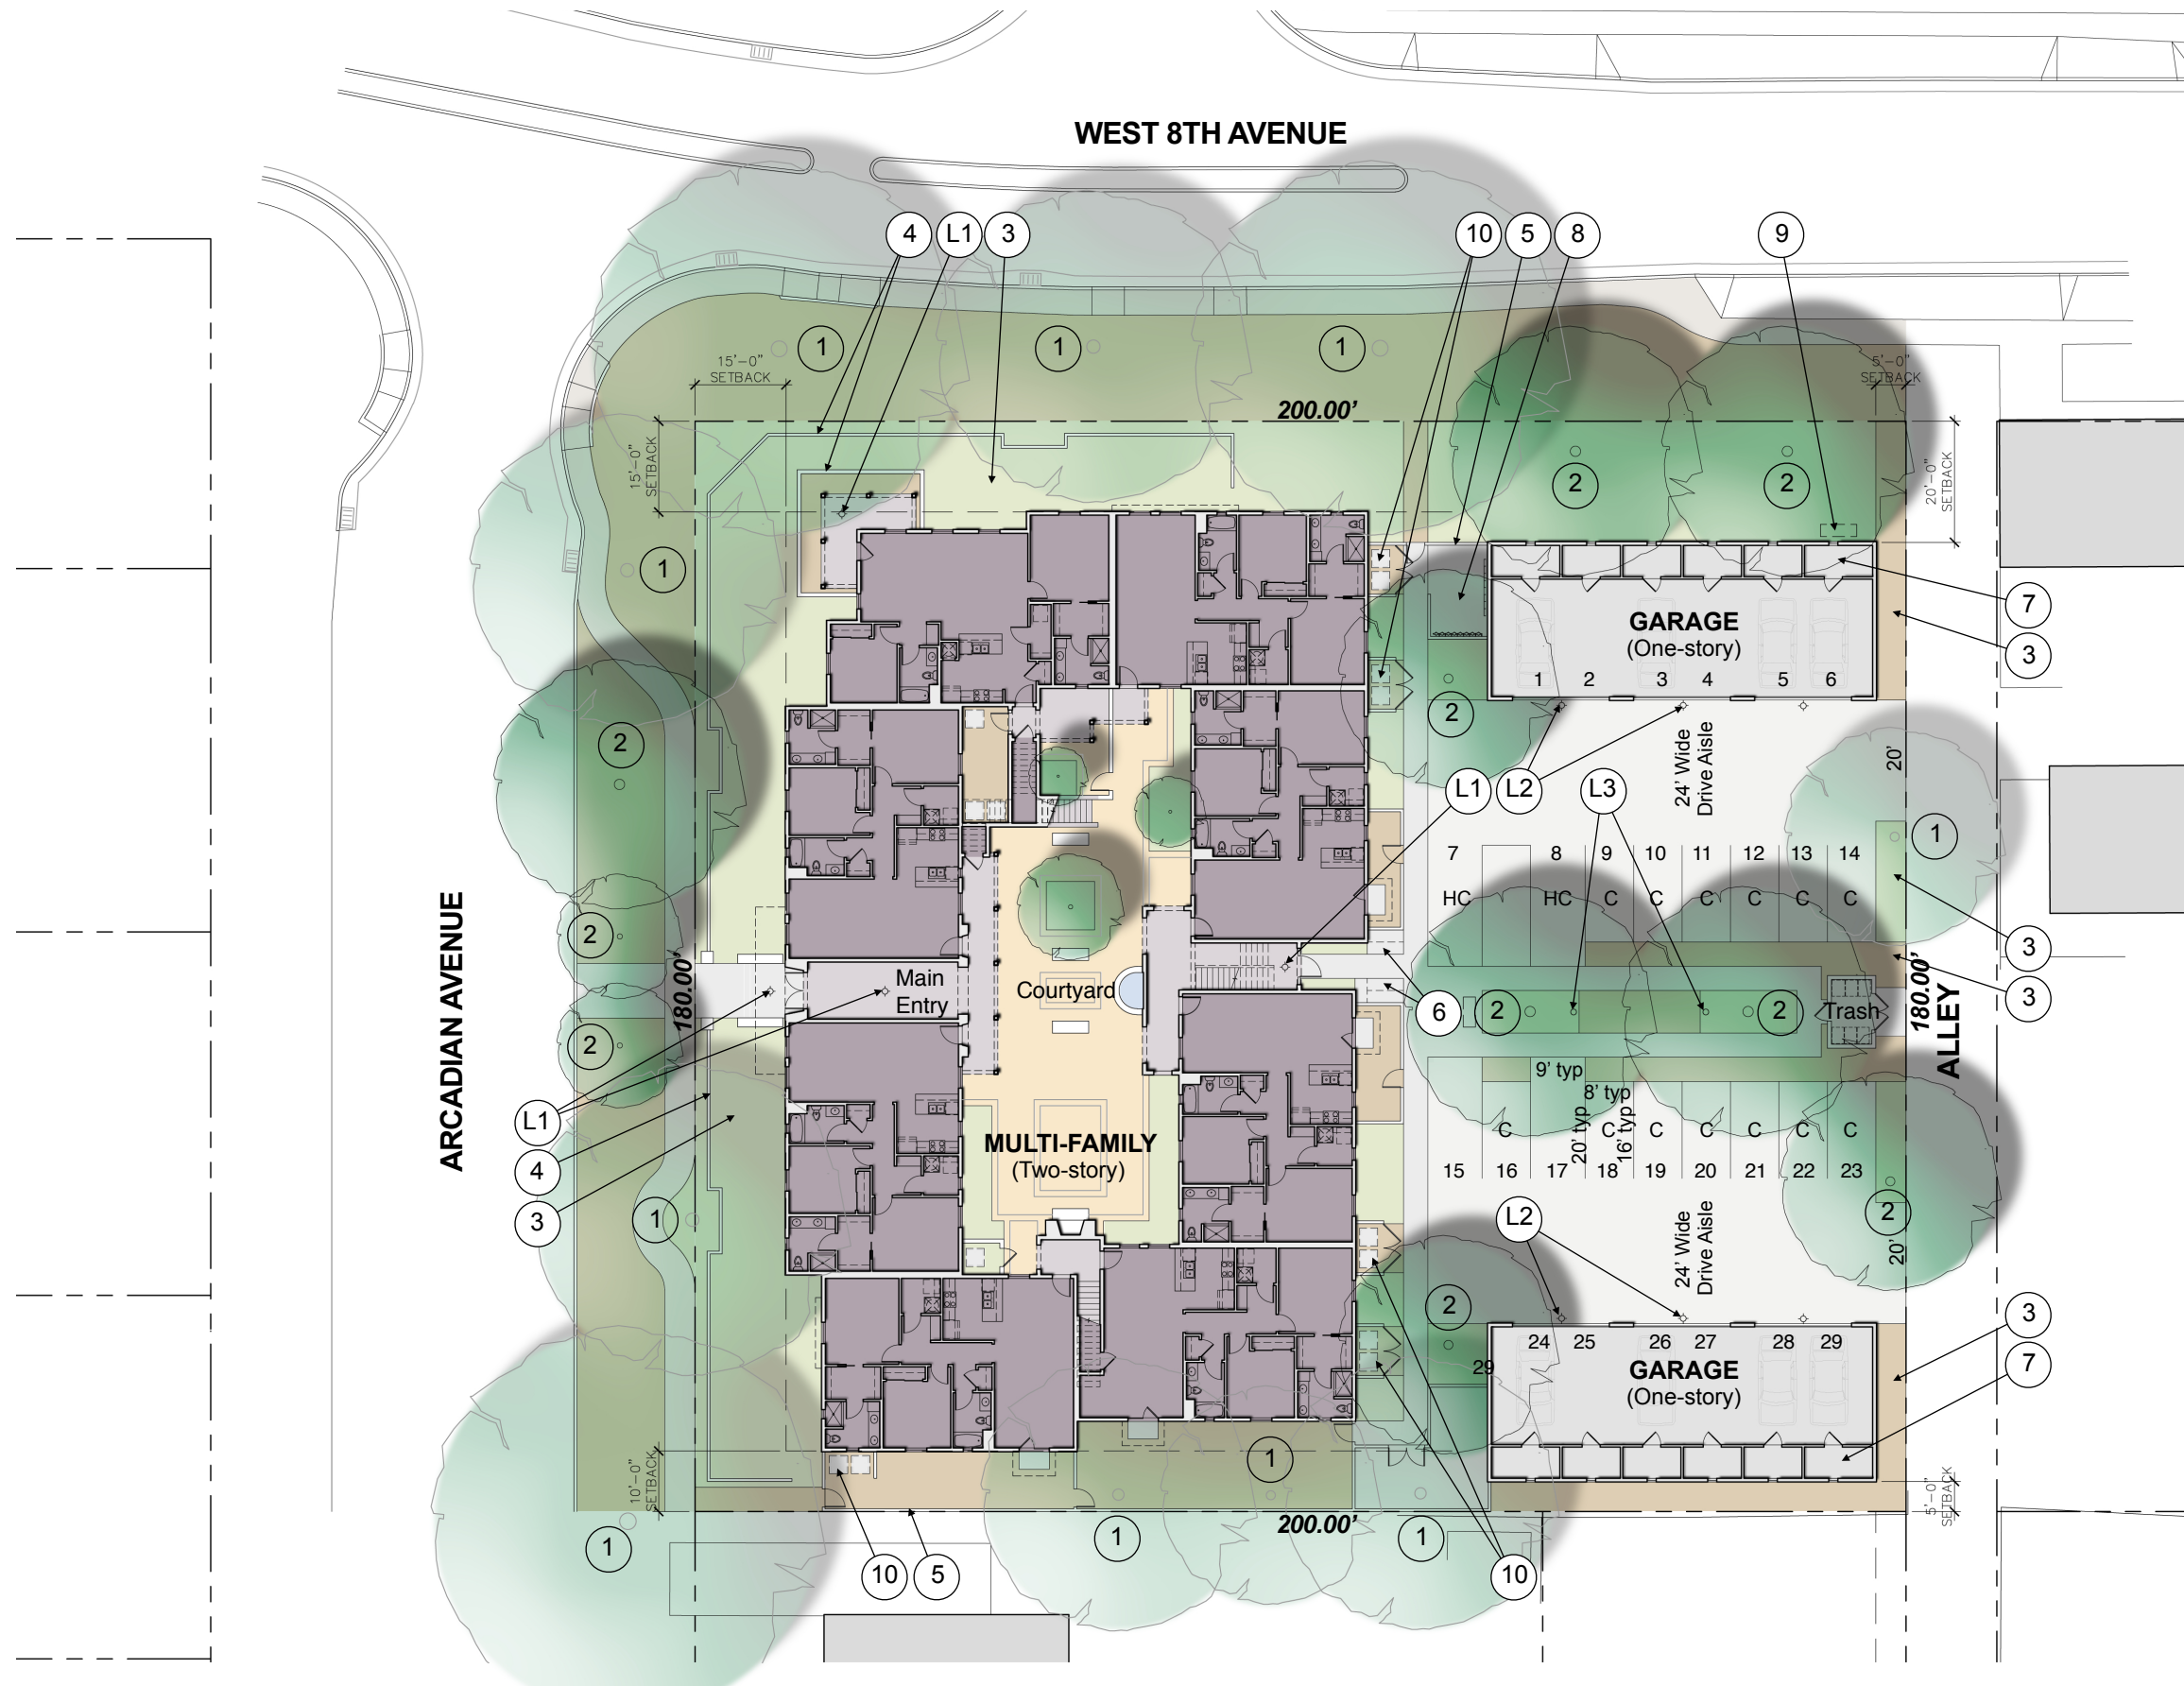 WEST 8TH AVENUE
4 L1 3 10 5 8 9
1 1 1
15'-0"
SETBACK
5'-0"
SETBACK
200.00'
15'-0"
SETBACK
20'-0"
SETBACK
2 2
1
7
GARAGE
(One-story)
3
1 2 3 4 5 6
2
2
24' Wide
Drive Aisle
20'
L1 L2 L3
1
7 8 9 10 11 12 13 14
HC HC C C C C C C
2
3
ARCADIAN AVENUE
180.00'
Main
Entry
Courtyard
3
6 2 2 Trash
180.00'
ALLEY
2
9' typ
8' typ
20' typ
16' typ
L1
C C C C C C C
MULTI-FAMILY
(Two-story)
4
15 16 17 18 19 20 21 22 23
3
1
L2
2
24' Wide
Drive Aisle
20'
2
3
24 25 26 27 28 29
29
GARAGE
(One-story)
7
1
10'-0"
SETBACK
5'-0"
SETBACK
200.00'
1 1 1
10 5 10